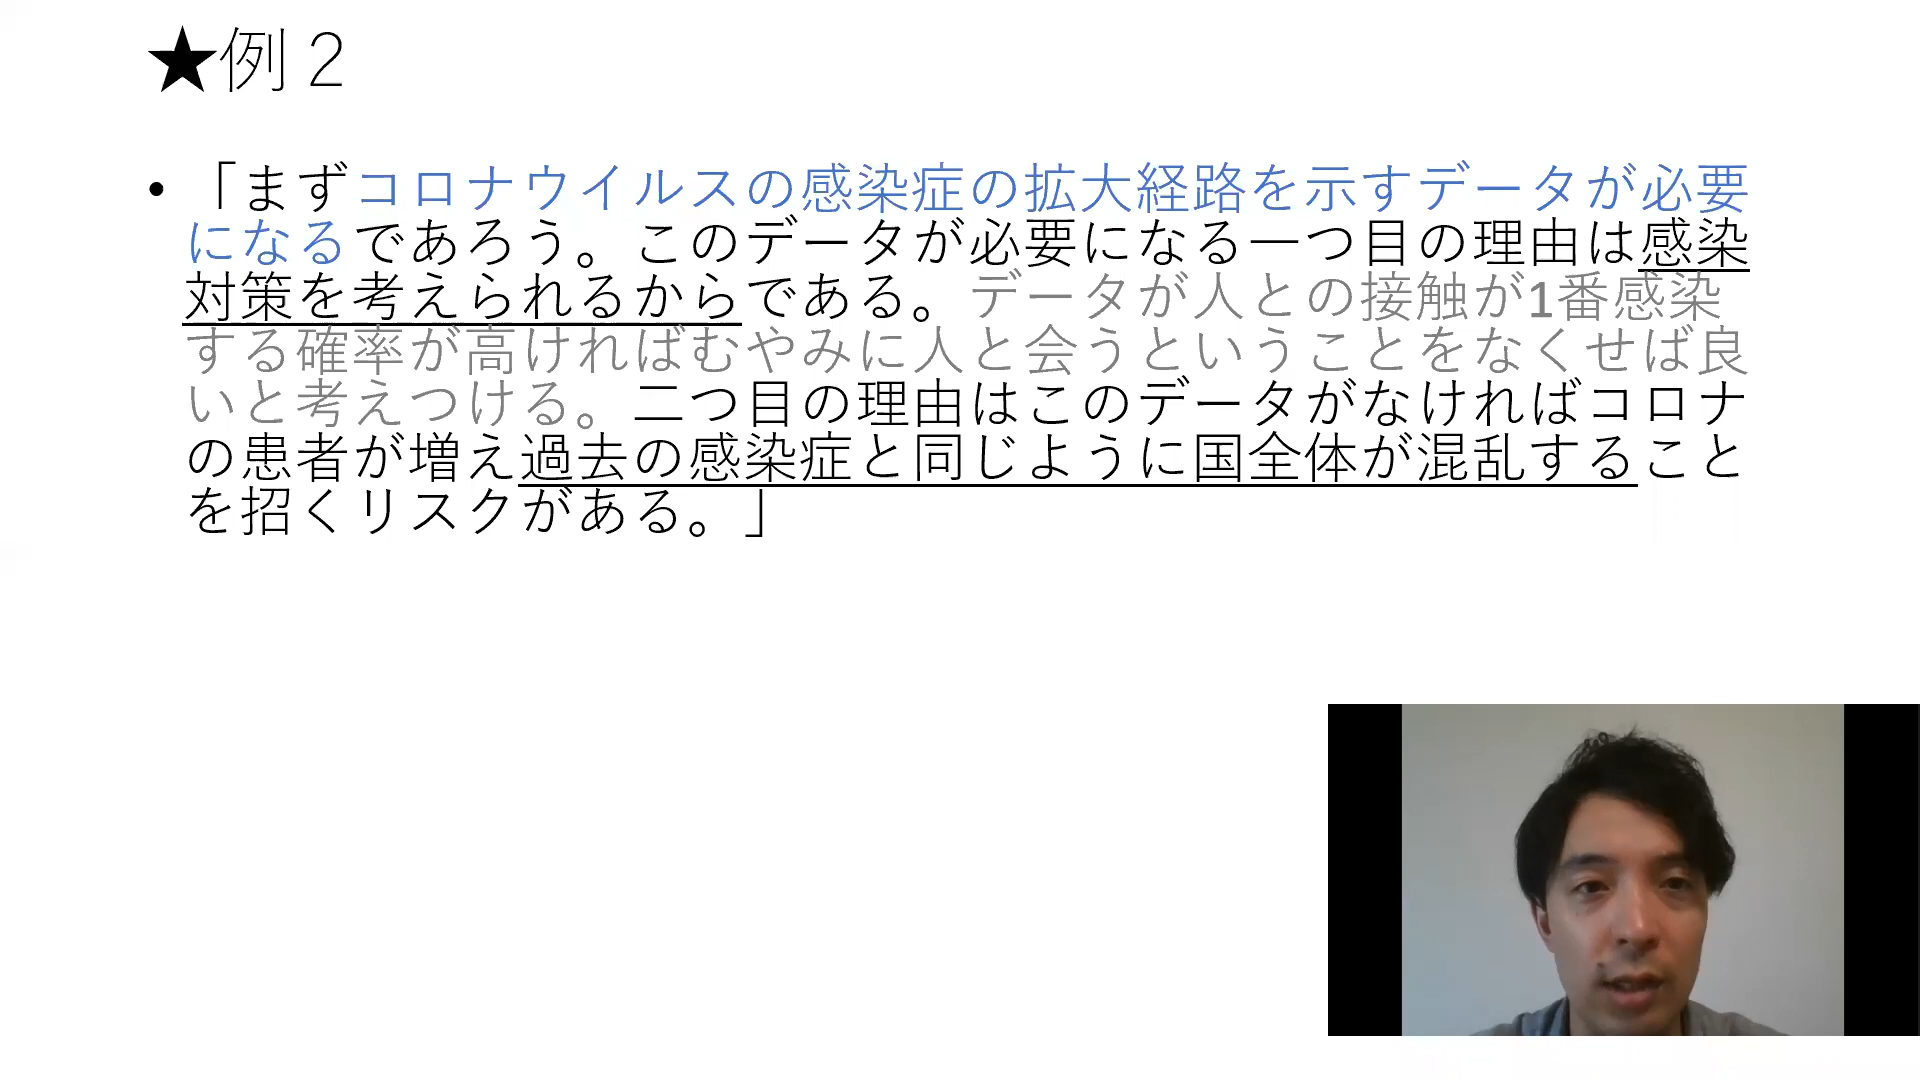 ★例２
• 「まずコロナウイルスの感染症の拡大経路を示すデータが必要
になるであろう。このデータが必要になる一つ目の理由は感染
対策を考えられるからである。データが人との接触が1番感染
する確率が高ければむやみに人と会うということをなくせば良
いと考えつける。二つ目の理由はこのデータがなければコロナ
の患者が増え過去の感染症と同じように国全体が混乱すること
を招くリスクがある。」